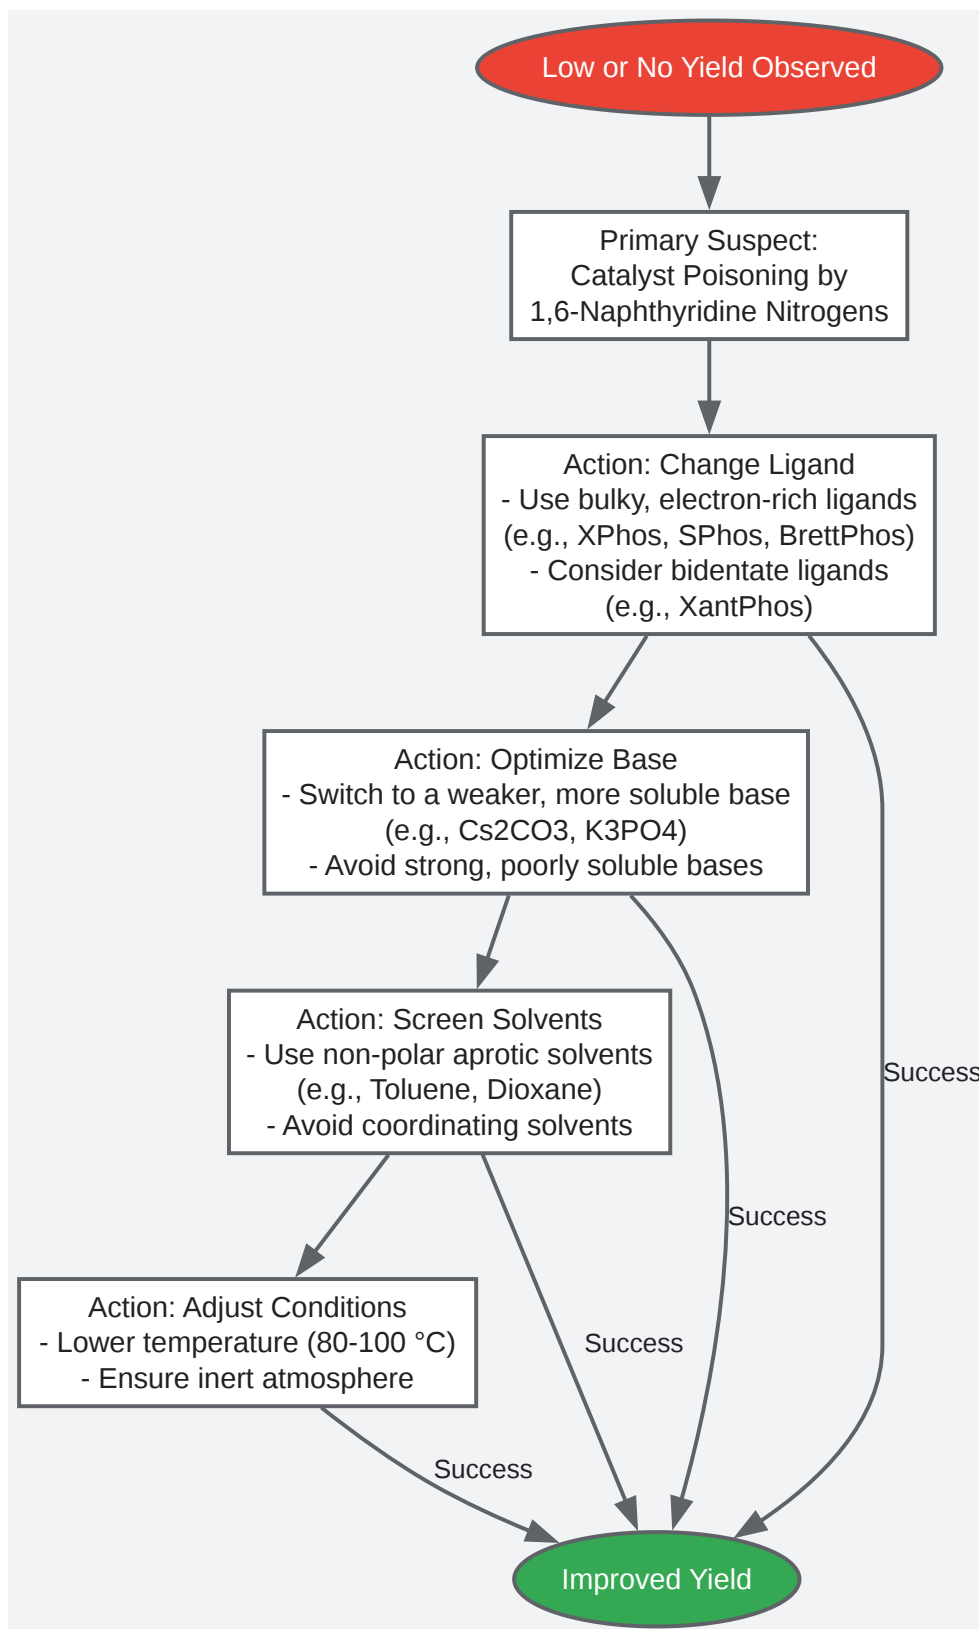 Low or No Yield Observed
Primary Suspect:
Catalyst Poisoning by
1,6-Naphthyridine Nitrogens
Action: Change Ligand
- Use bulky, electron-rich ligands
(e.g., XPhos, SPhos, BrettPhos)
- Consider bidentate ligands
(e.g., XantPhos)
Action: Optimize Base
- Switch to a weaker, more soluble base
(e.g., Cs2CO3, K3PO4)
- Avoid strong, poorly soluble bases
Action: Screen Solvents
- Use non-polar aprotic solvents
(e.g., Toluene, Dioxane)
- Avoid coordinating solvents
Success
Success
Action: Adjust Conditions
- Lower temperature (80-100 °C)
- Ensure inert atmosphere
Success
Success
Improved Yield